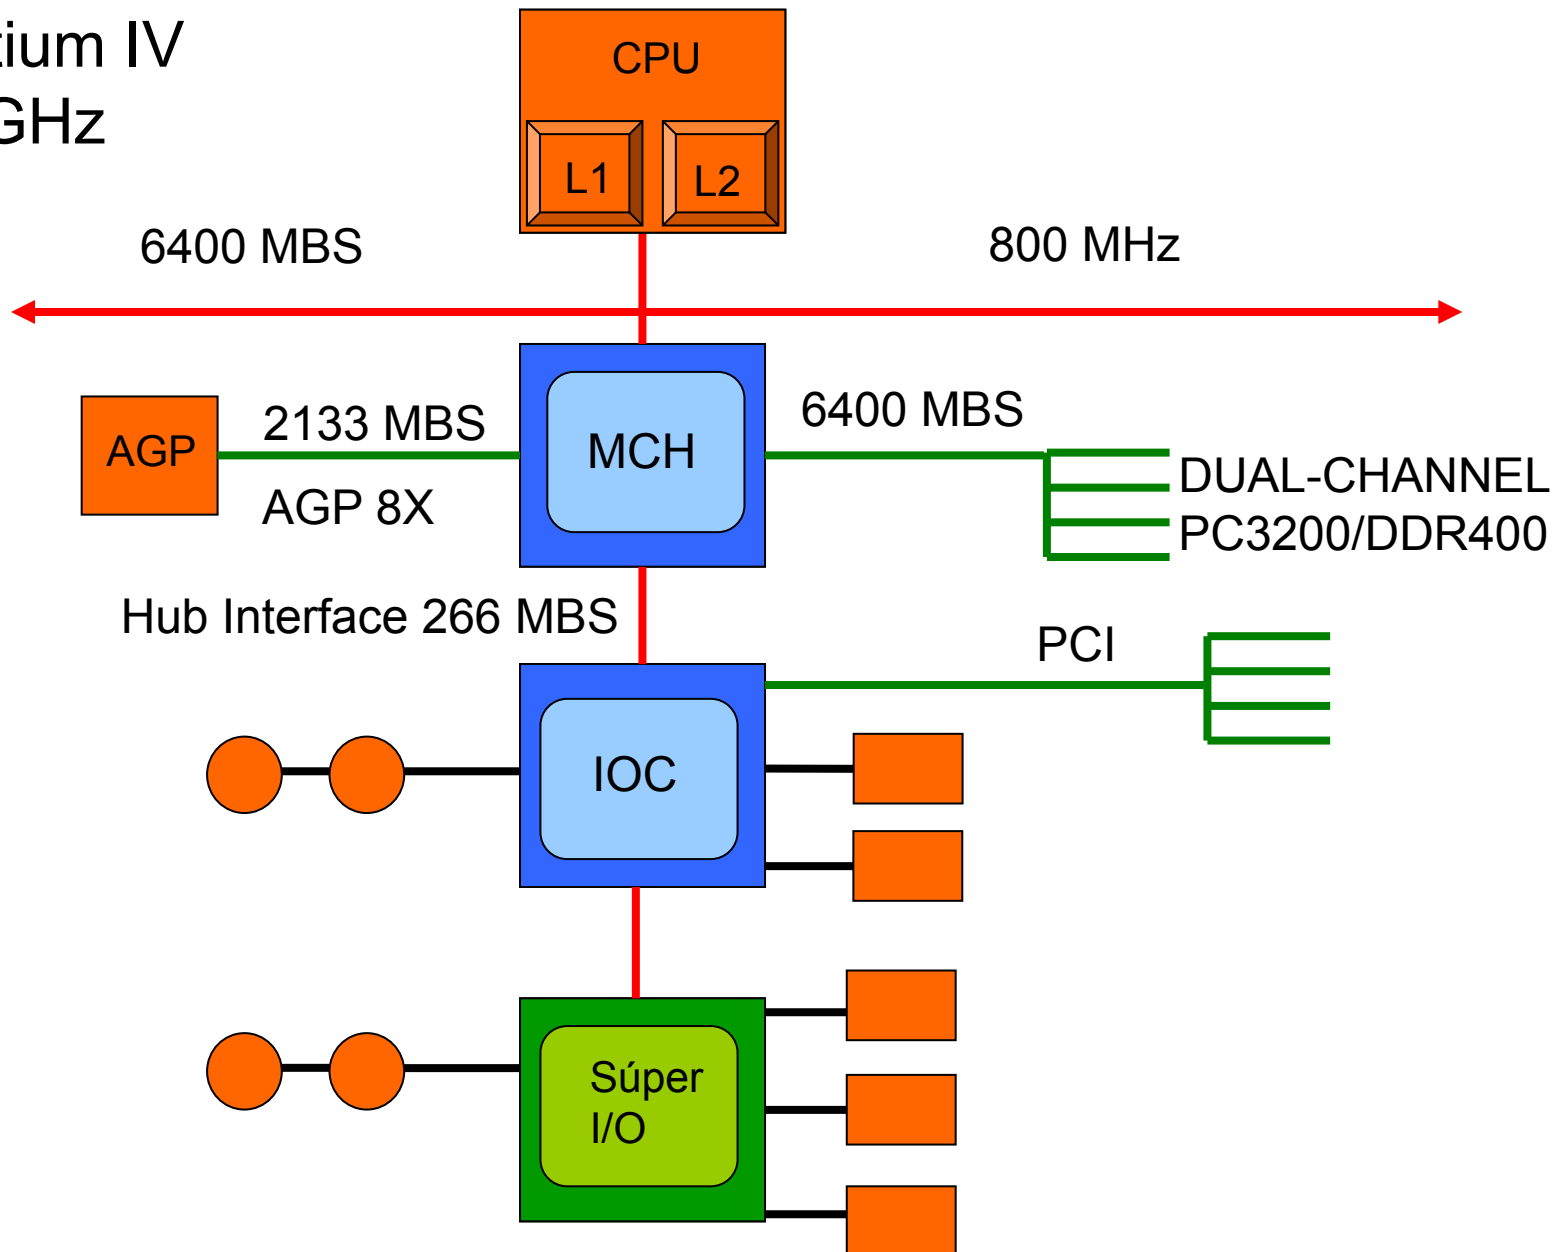 tium IV
GHz
CPU
L1
L2
6400 MBS
800 MHz
AGP
2133 MBS
AGP 8X
MCH
6400 MBS
DUAL-CHANNEL
PC3200/DDR400
Hub Interface 266 MBS
PCI
IOC
Súper
I/O